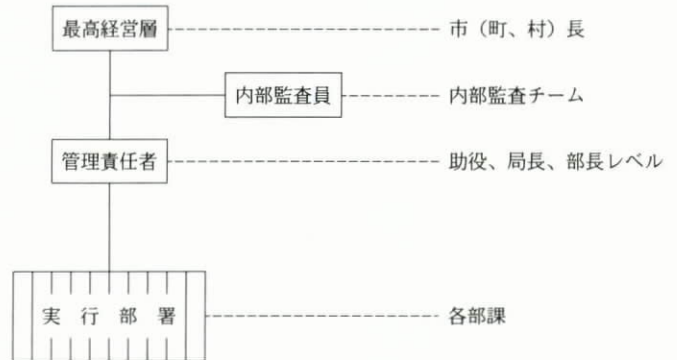 最高経営層 市（町、村）長
内部監査員 内部監査チーム
管理責任者 助役、局長、部長レベル
実行部署 各部課